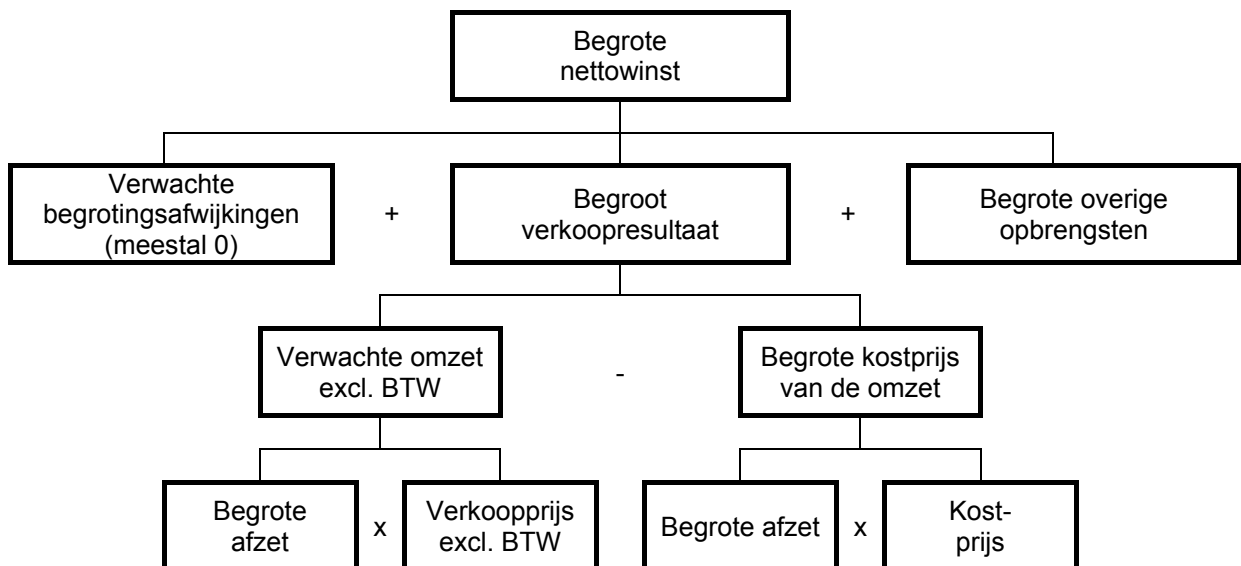 Begrote
nettowinst
Verwachte
begrotingsafwijkingen
(meestal 0)
+
Begroot
verkoopresultaat
+
Begrote overige
opbrengsten
Verwachte omzet
excl. BTW
-
Begrote kostprijs
van de omzet
Begrote
afzet
x
Verkoopprijs
excl. BTW
Begrote afzet
x
Kost-
prijs